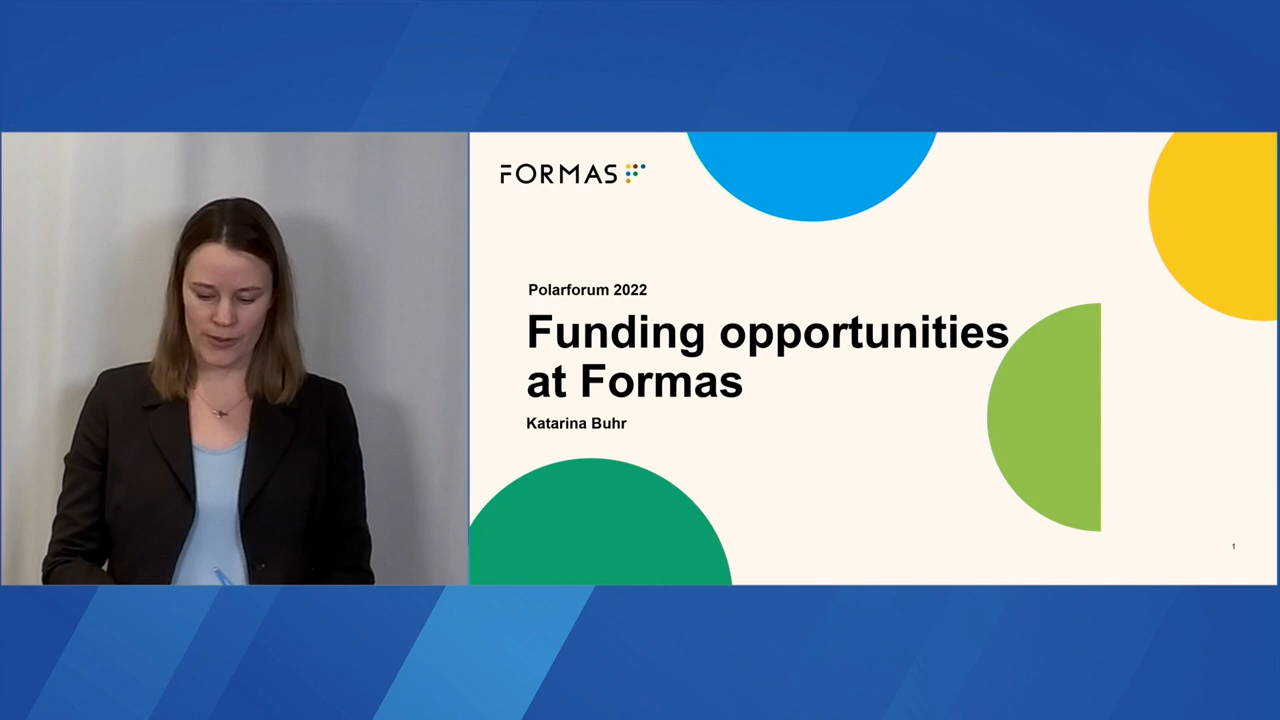 FORMAS
Polarforum 2022
Funding opportunities
at Formas
Katarina Buhr
1